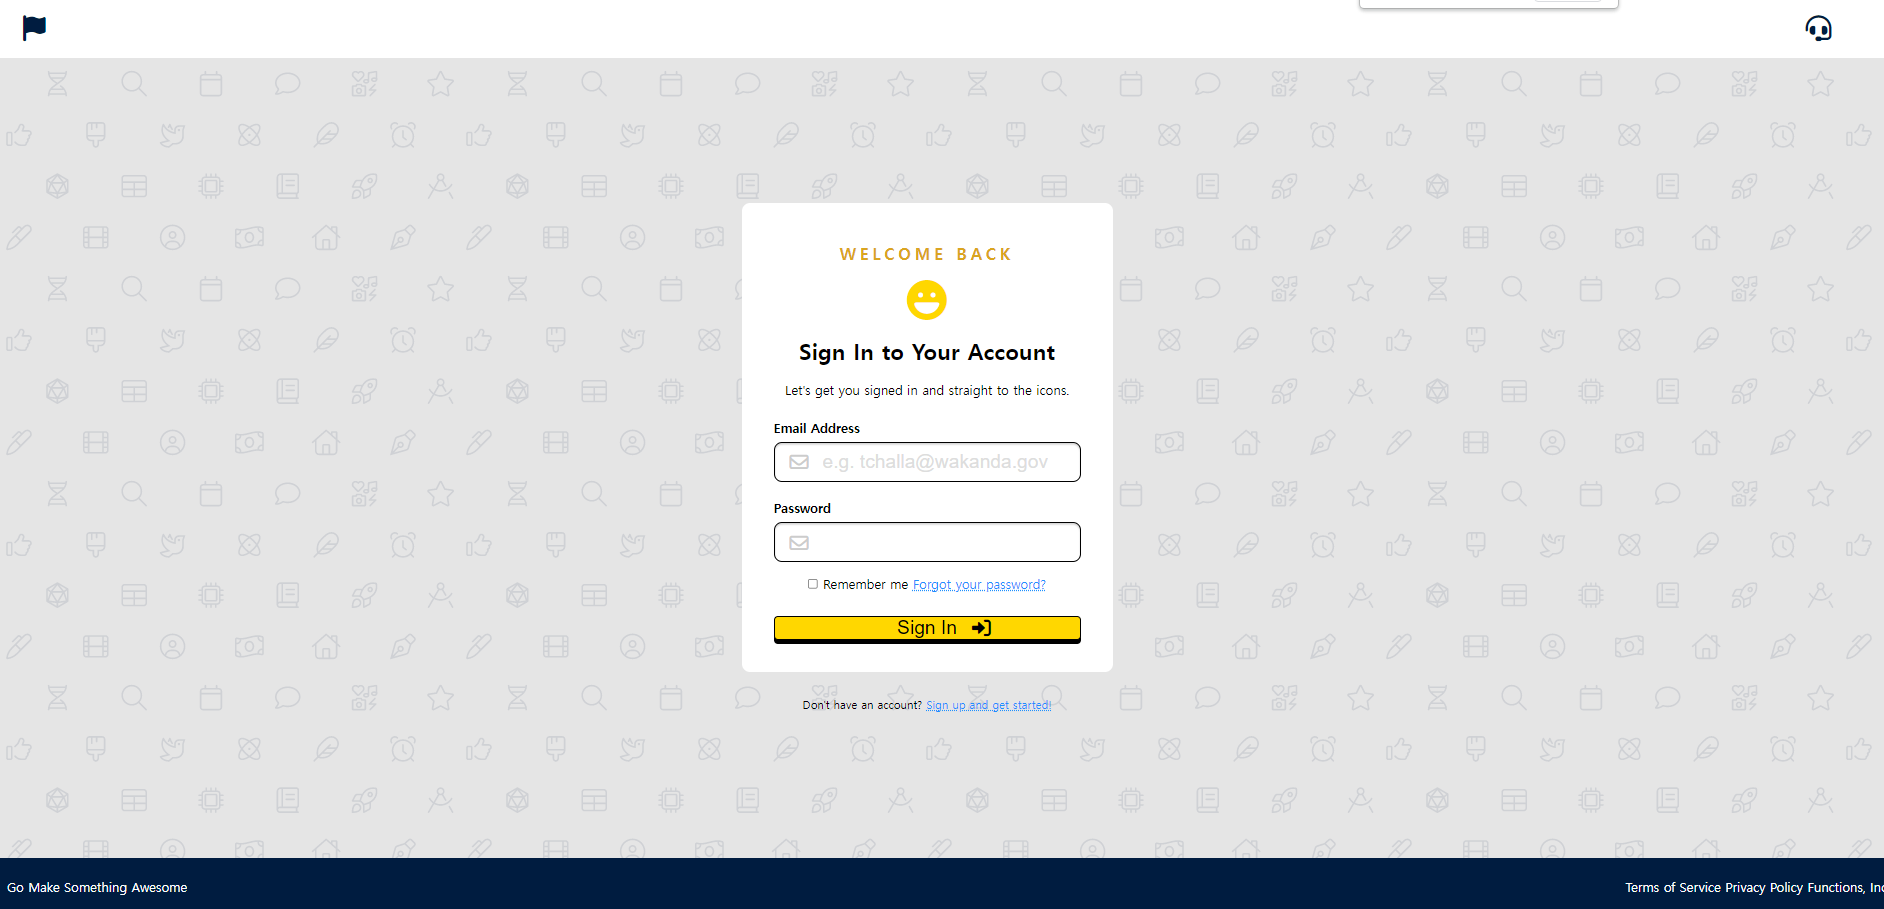 WELCOME BACK
Sign In to Your Account
Let's get you signed in and straight to the icons.
Email Address
e.g. tchalla@wakanda.gov
Password
Remember me Forgot your password?
Sign In
Don't have an account? Sign up and get started!
Go Make Something Awesome
Terms of Service Privacy Policy Functions,